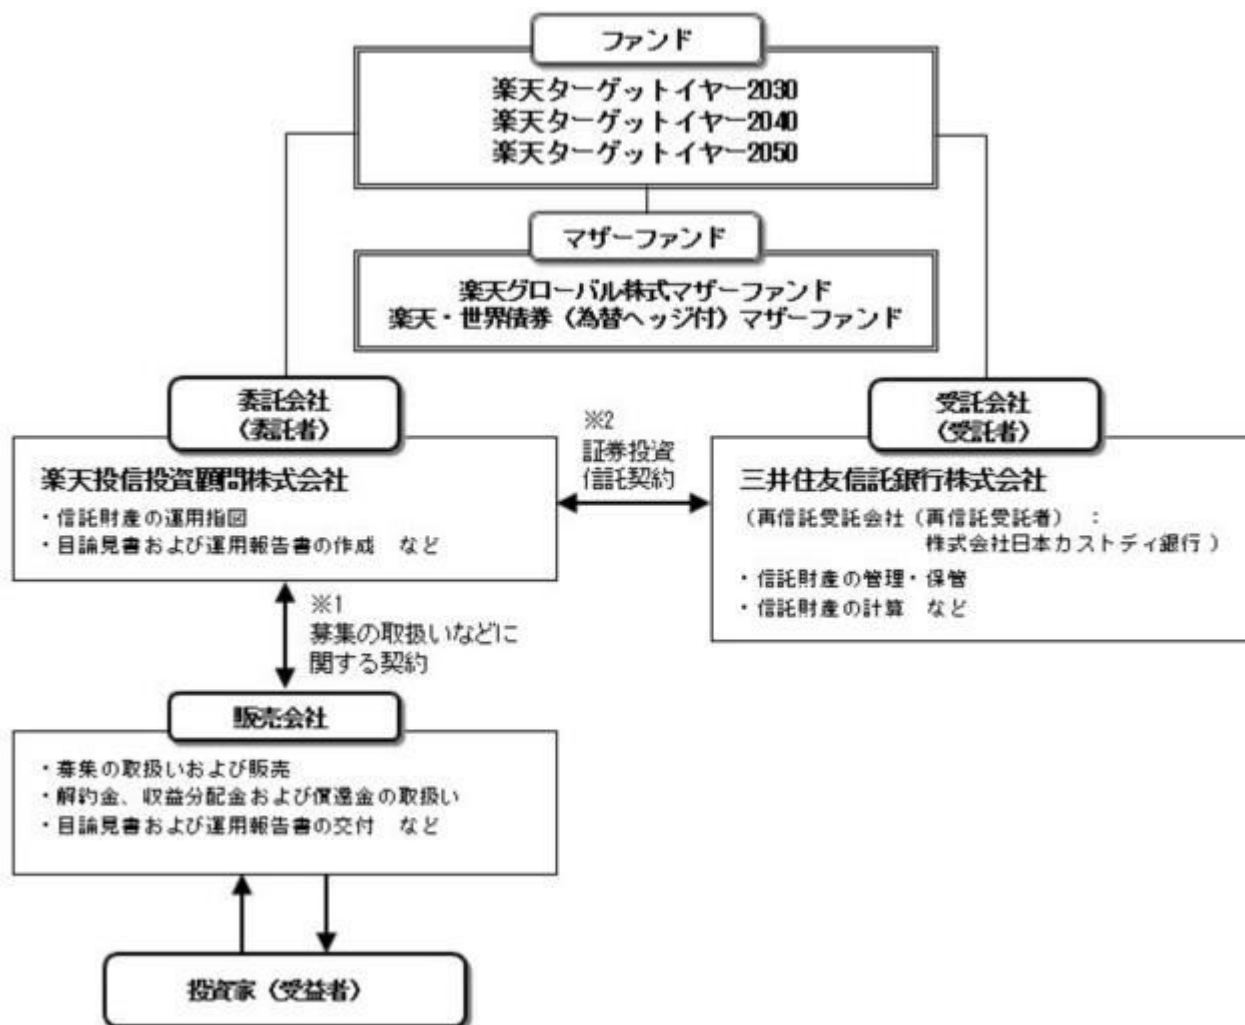 ファンド
楽天ターゲットイヤー2030
楽天ターゲットイヤー2040
楽天ターゲットイヤー2050
マザーファンド
楽天グローバル株式マザーファンド
楽天・世界債券（為替ヘッジ付）マザーファンド
委託会社
（委託者）
楽天投信投資顧問株式会社
・信託財産の運用指図
・目論見書および運用報告書の作成　など
※2
証券投資
信託契約
受託会社
（受託者）
三井住友信託銀行株式会社
（再信託受託会社（再信託受託者）　：
株式会社日本カストディ銀行）
・信託財産の管理・保管
・信託財産の計算　など
※1
募集の取扱いなどに
関する契約
販売会社
・募集の取扱いおよび販売
・解約金、収益分配金および償還金の取扱い
・目論見書および運用報告書の交付　など
投資家（受益者）